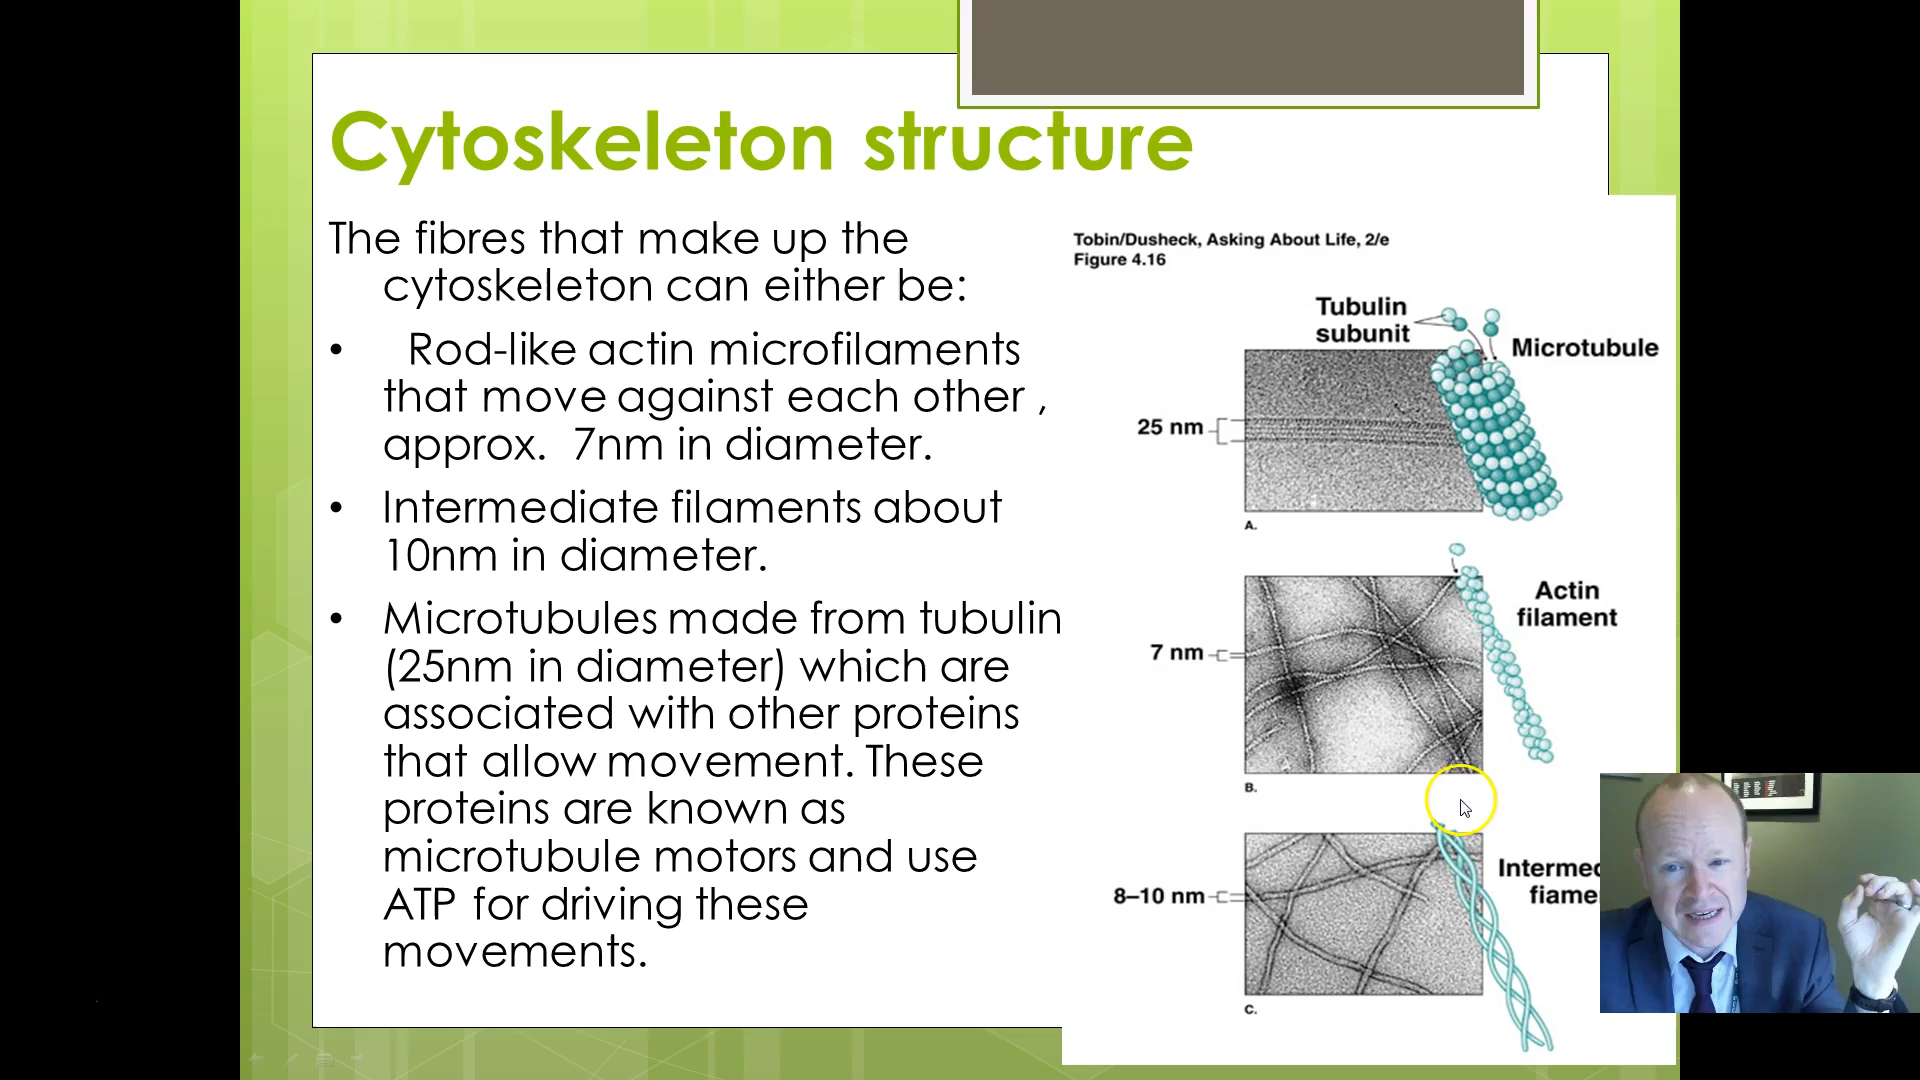 Cytoskeleton structure
The fibres that make up the
cytoskeleton can either be:
• Rod-like actin microfilaments
that move against each other ,
approx. 7nm in diameter.
• Intermediate filaments about
10nm in diameter.
• Microtubules made from tubulin
(25nm in diameter) which are
associated with other proteins
that allow movement. These
proteins are known as
microtubule motors and use
ATP for driving these
movements.
Tobin/Dusheck, Asking About Life, 2/e
Figure 4.16
Tubulin
subunit
Microtubule
25 nm
A.
Actin
filament
7 nm
B.
Intermed
fiame
8–10 nm
C.